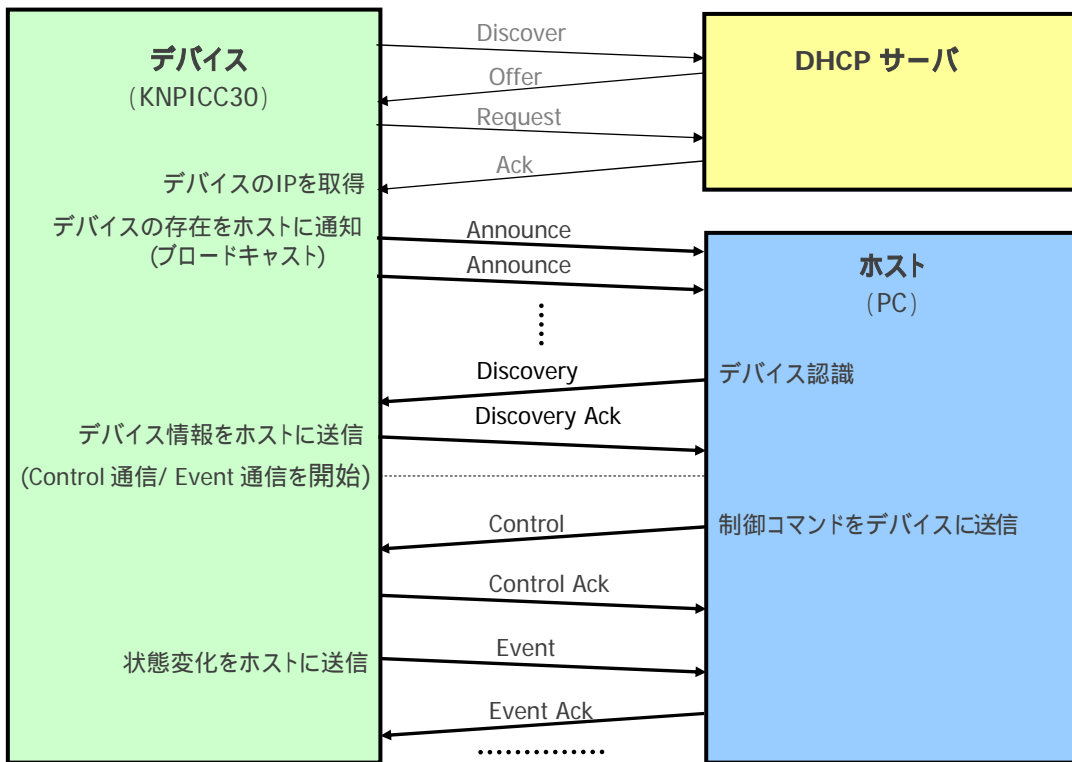 デバイス
(KNPICC30)
DHCP サーバ
Discover
Offer
Request
Ack
デバイスのIPを取得
デバイスの存在をホストに通知
(ブロードキャスト)
Announce
Announce
ホスト
(PC)
Discovery
デバイス認識
Discovery Ack
デバイス情報をホストに送信
(Control 通信/ Event 通信を開始)
Control
制御コマンドをデバイスに送信
Control Ack
状態変化をホストに送信
Event
Event Ack